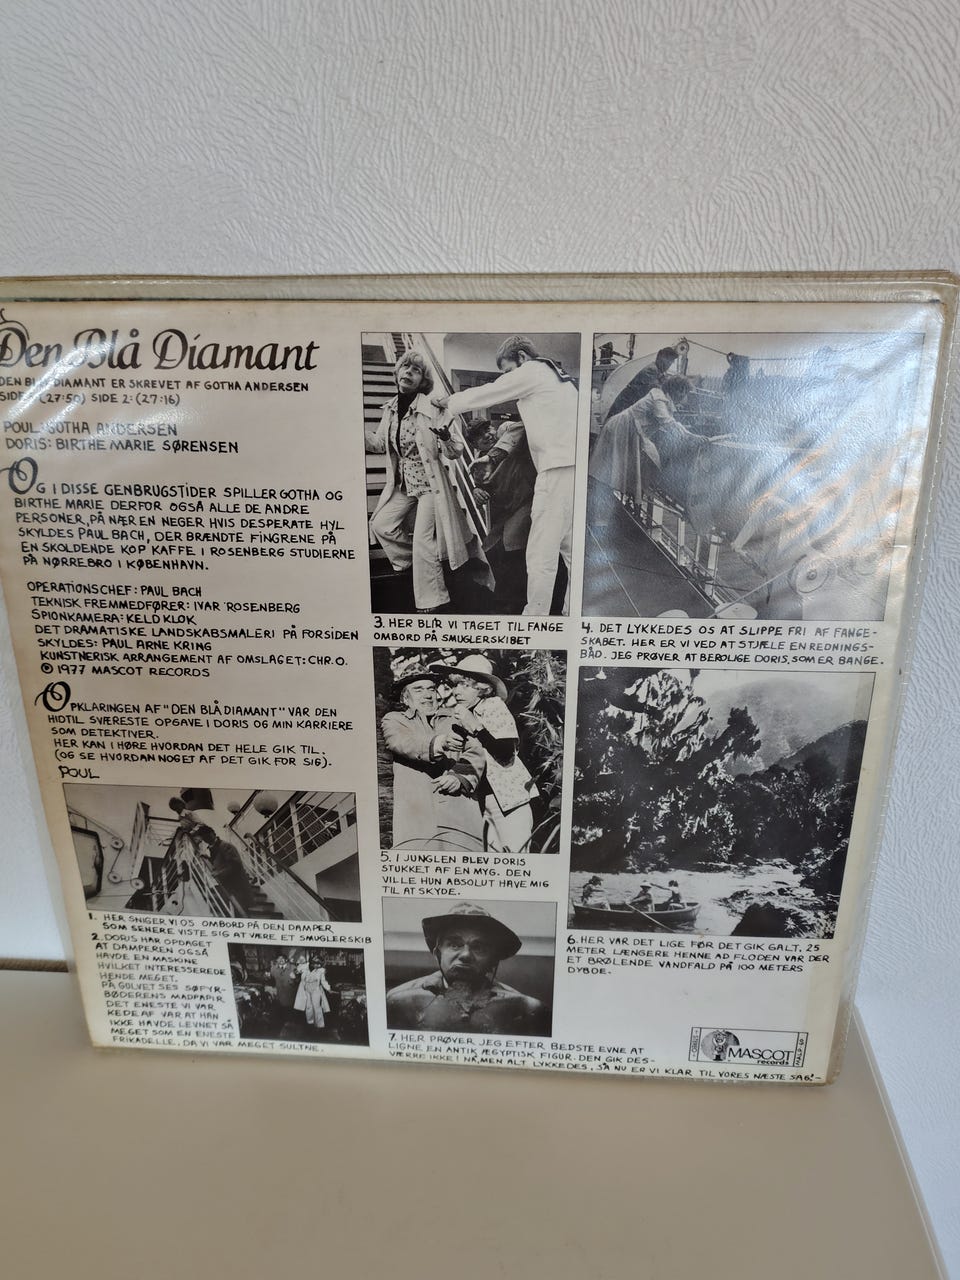 Den Blå Diamant
DEN BLÅ DIAMANT ER SKREVET AF GOTHA ANDERSEN
SIDE (27:50) SIDE 2: (27:16)
POUL: GOTHA ANDERSEN
DORIS: BIRTHE MARIE SØRENSEN
OG I DISSE GENBRUGSTIDER SPILLER GOTHA OG
BIRTHE MARIE DERFOR OGSÅ ALLE DE ANDRE
PERSONER, PÅ NÆR EN NEGER HVIS DESPERATE HYL
SKYLDES PAUL BACH, DER BRÆNDTE FINGRENE PÅ
EN SKOLDENDE KOP KAFFE I ROSENBERG STUDIERNE
PÅ NØRREBRO I KØBENHAVN.
OPERATIONSCHEF: PAUL BACH
TEKNISK FREMMEDFØRER: IVAR ROSENBERG
SPIONKAMERA: KELD KLOK
DET DRAMATISKE LANDSKABSMALERI PÅ FORSIDEN
SKYLDES: PAUL ARNE KRING
KUNSTNERISK ARRANGEMENT AF OMSLAGET: CHR. O.
℗ 1977 MASCOT RECORDS
OPKLARINGEN AF "DEN BLÅ DIAMANT" VAR DEN
HIDTIL SVÆRESTE OPGAVE I DORIS OG MIN KARRIERE
SOM DETEKTIVER.
HER KAN I HØRE HVORDAN DET HELE GIK TIL.
(OG SE HVORDAN NOGET AF DET GIK FOR SIG).
POUL
1. HER SNIGER VI OS OMBORD PÅ DEN DAMPER
SOM SENERE VISTE SIG AT VÆRE ET SMUGLERSKIB
2. DORIS HAR OPDAGET
AT DAMPEREN OGSÅ
HAVDE EN MASKINE
HVILKET INTERESSEREDE
HENDE MEGET.
PÅ GULVET SES SØFYR-
BØDERENS MADPAPIR
DET ENESTE VI VAR
KEDE AF VAR AT HAN
IKKE HAVDE LEVNET SÅ
MEGET SOM EN ENESTE
FRIKADELLE, DA VI VAR MEGET SULTNE.
3. HER BLIR VI TAGET TIL FANGE
OMBORD PÅ SMUGLERSKIBET
4. DET LYKKEDES OS AT SLIPPE FRI AF FANGE-
SKABET. HER ER VI VED AT STJÆLE EN REDNINGS-
BÅD. JEG PRØVER AT BEROLIGE DORIS, SOM ER BANGE.
5. I JUNGLEN BLEV DORIS
STUKKET AF EN MYG. DEN
VILLE HUN ABSOLUT HAVE MIG
TIL AT SKYDE.
6. HER VAR DET LIGE FØR DET GIK GALT. 25
METER LÆNGERE HENNE AD FLODEN VAR DER
ET BRØLENDE VANDFALD PÅ 100 METERS
DYBDE.
7. HER PRØVER JEG EFTER BEDSTE EVNE AT
LIGNE EN ANTIK ÆGYPTISK FIGUR. DEN GIK DES-
VÆRRE IKKE! NÅ, MEN ALT LYKKEDES, SÅ NU ER VI KLAR TIL VORES NÆSTE SAG!-
MASCOT
records